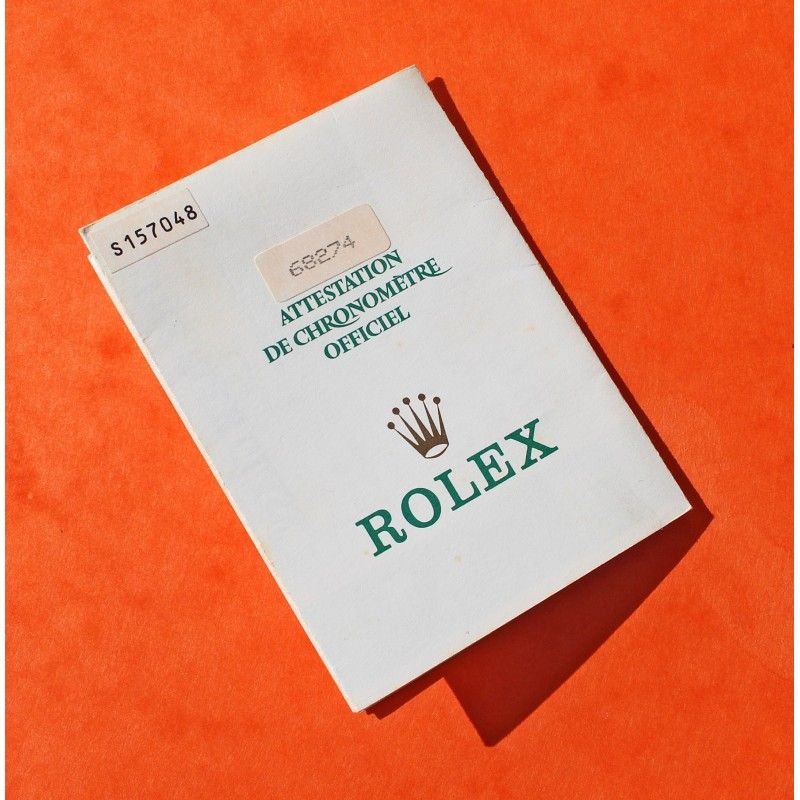 S157048
68274
ATTESTATION
DE CHRONOMÈTRE
OFFICIEL
ROLEX